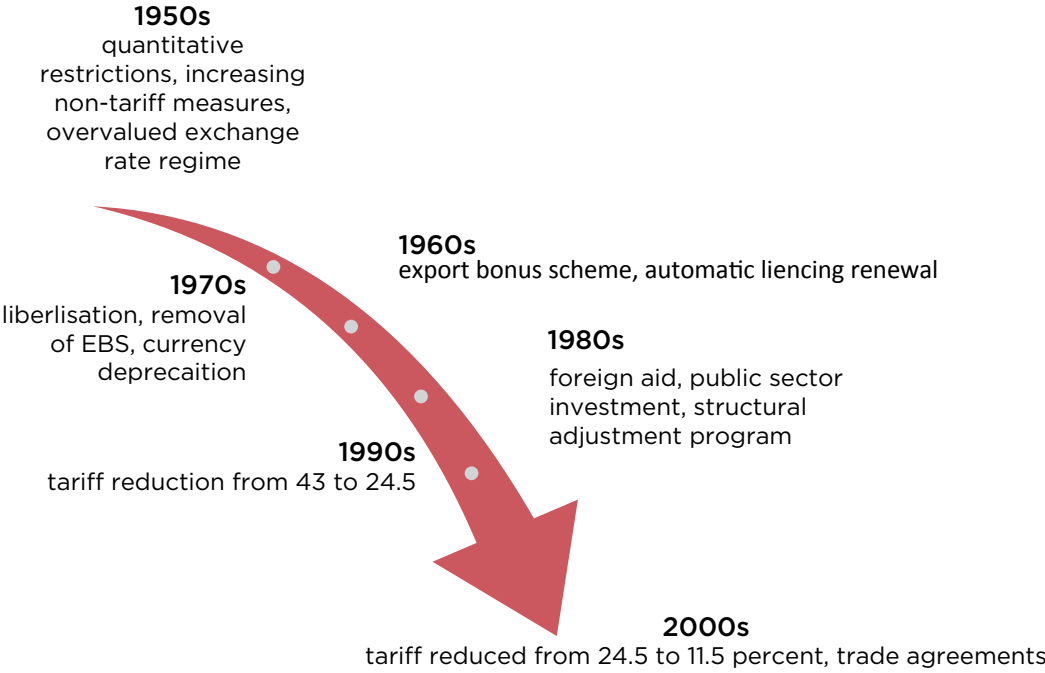 1950s
quantitative
restrictions, increasing
non-tariff measures,
overvalued exchange
rate regime
1960s
export bonus scheme, automatic liencing renewal
1970s
liberlisation, removal
of EBS, currency
deprecaition
1980s
foreign aid, public sector
investment, structural
adjustment program
1990s
tariff reduction from 43 to 24.5
2000s
tariff reduced from 24.5 to 11.5 percent, trade agreements